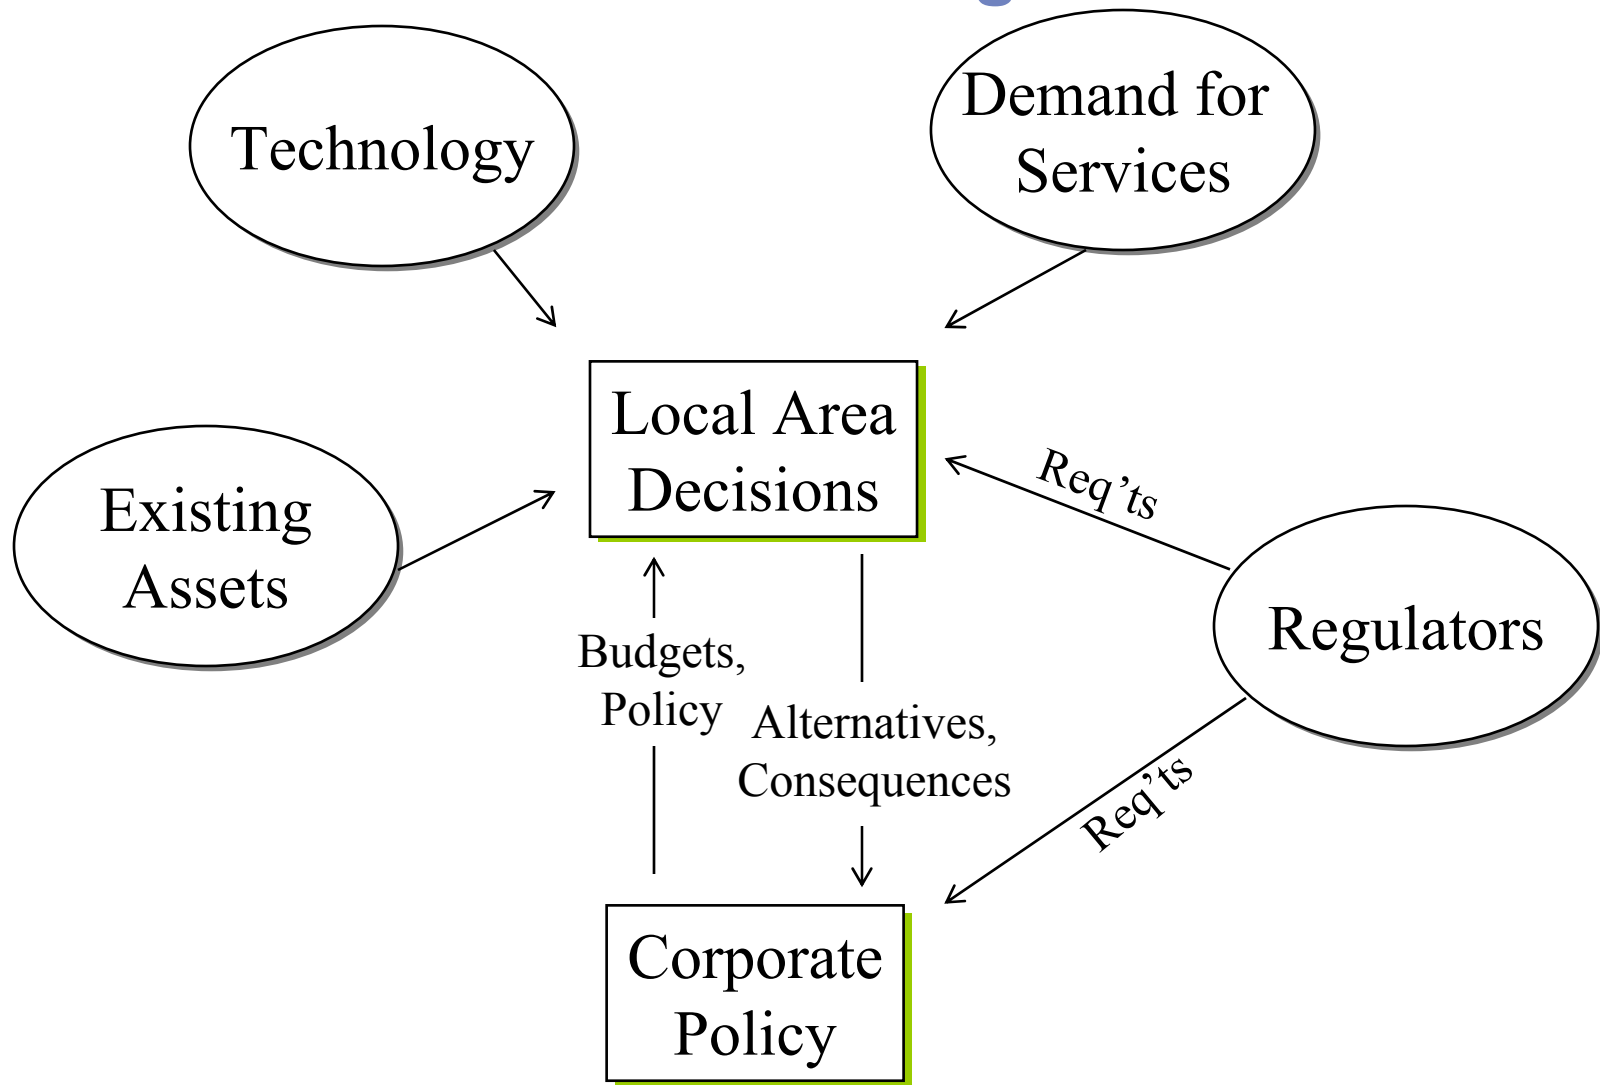 Technology
Demand for
Services
Local Area
Decisions
Existing
Assets
Req’ts
Regulators
Budgets,
Policy
Alternatives,
Consequences
Req’ts
Corporate
Policy